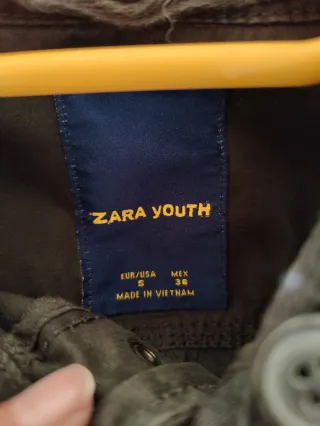 ZARA YOUTH
EUR/USA MEX
S 36
MADE IN VIETNAM